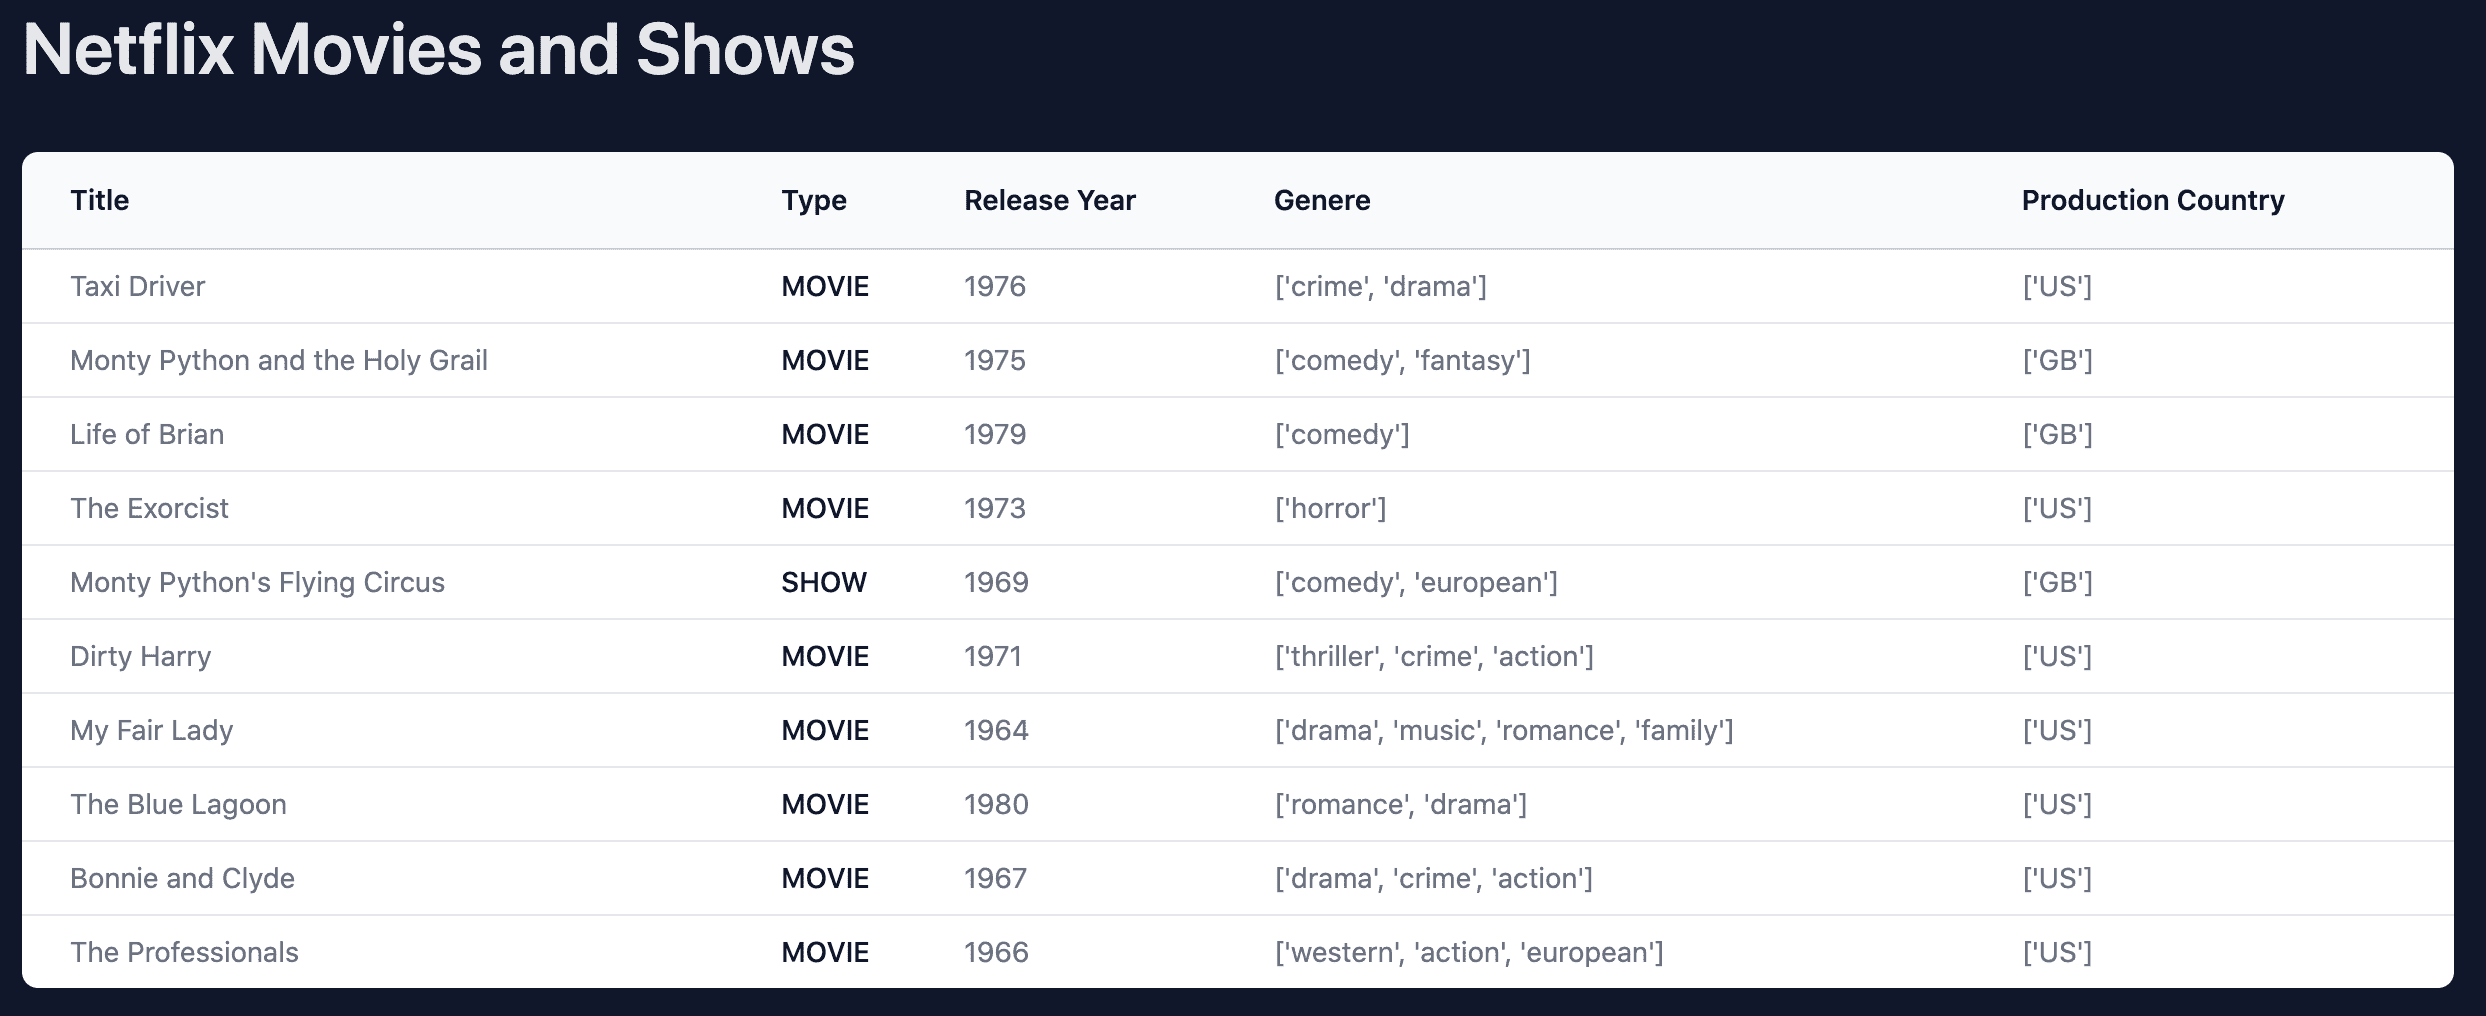 Netflix Movies and Shows
Title Type Release Year Genere Production Country
Taxi Driver MOVIE 1976 ['crime', 'drama'] ['US']
Monty Python and the Holy Grail MOVIE 1975 ['comedy', 'fantasy'] ['GB']
Life of Brian MOVIE 1979 ['comedy'] ['GB']
The Exorcist MOVIE 1973 ['horror'] ['US']
Monty Python's Flying Circus SHOW 1969 ['comedy', 'european'] ['GB']
Dirty Harry MOVIE 1971 ['thriller', 'crime', 'action'] ['US']
My Fair Lady MOVIE 1964 ['drama', 'music', 'romance', 'family'] ['US']
The Blue Lagoon MOVIE 1980 ['romance', 'drama'] ['US']
Bonnie and Clyde MOVIE 1967 ['drama', 'crime', 'action'] ['US']
The Professionals MOVIE 1966 ['western', 'action', 'european'] ['US']